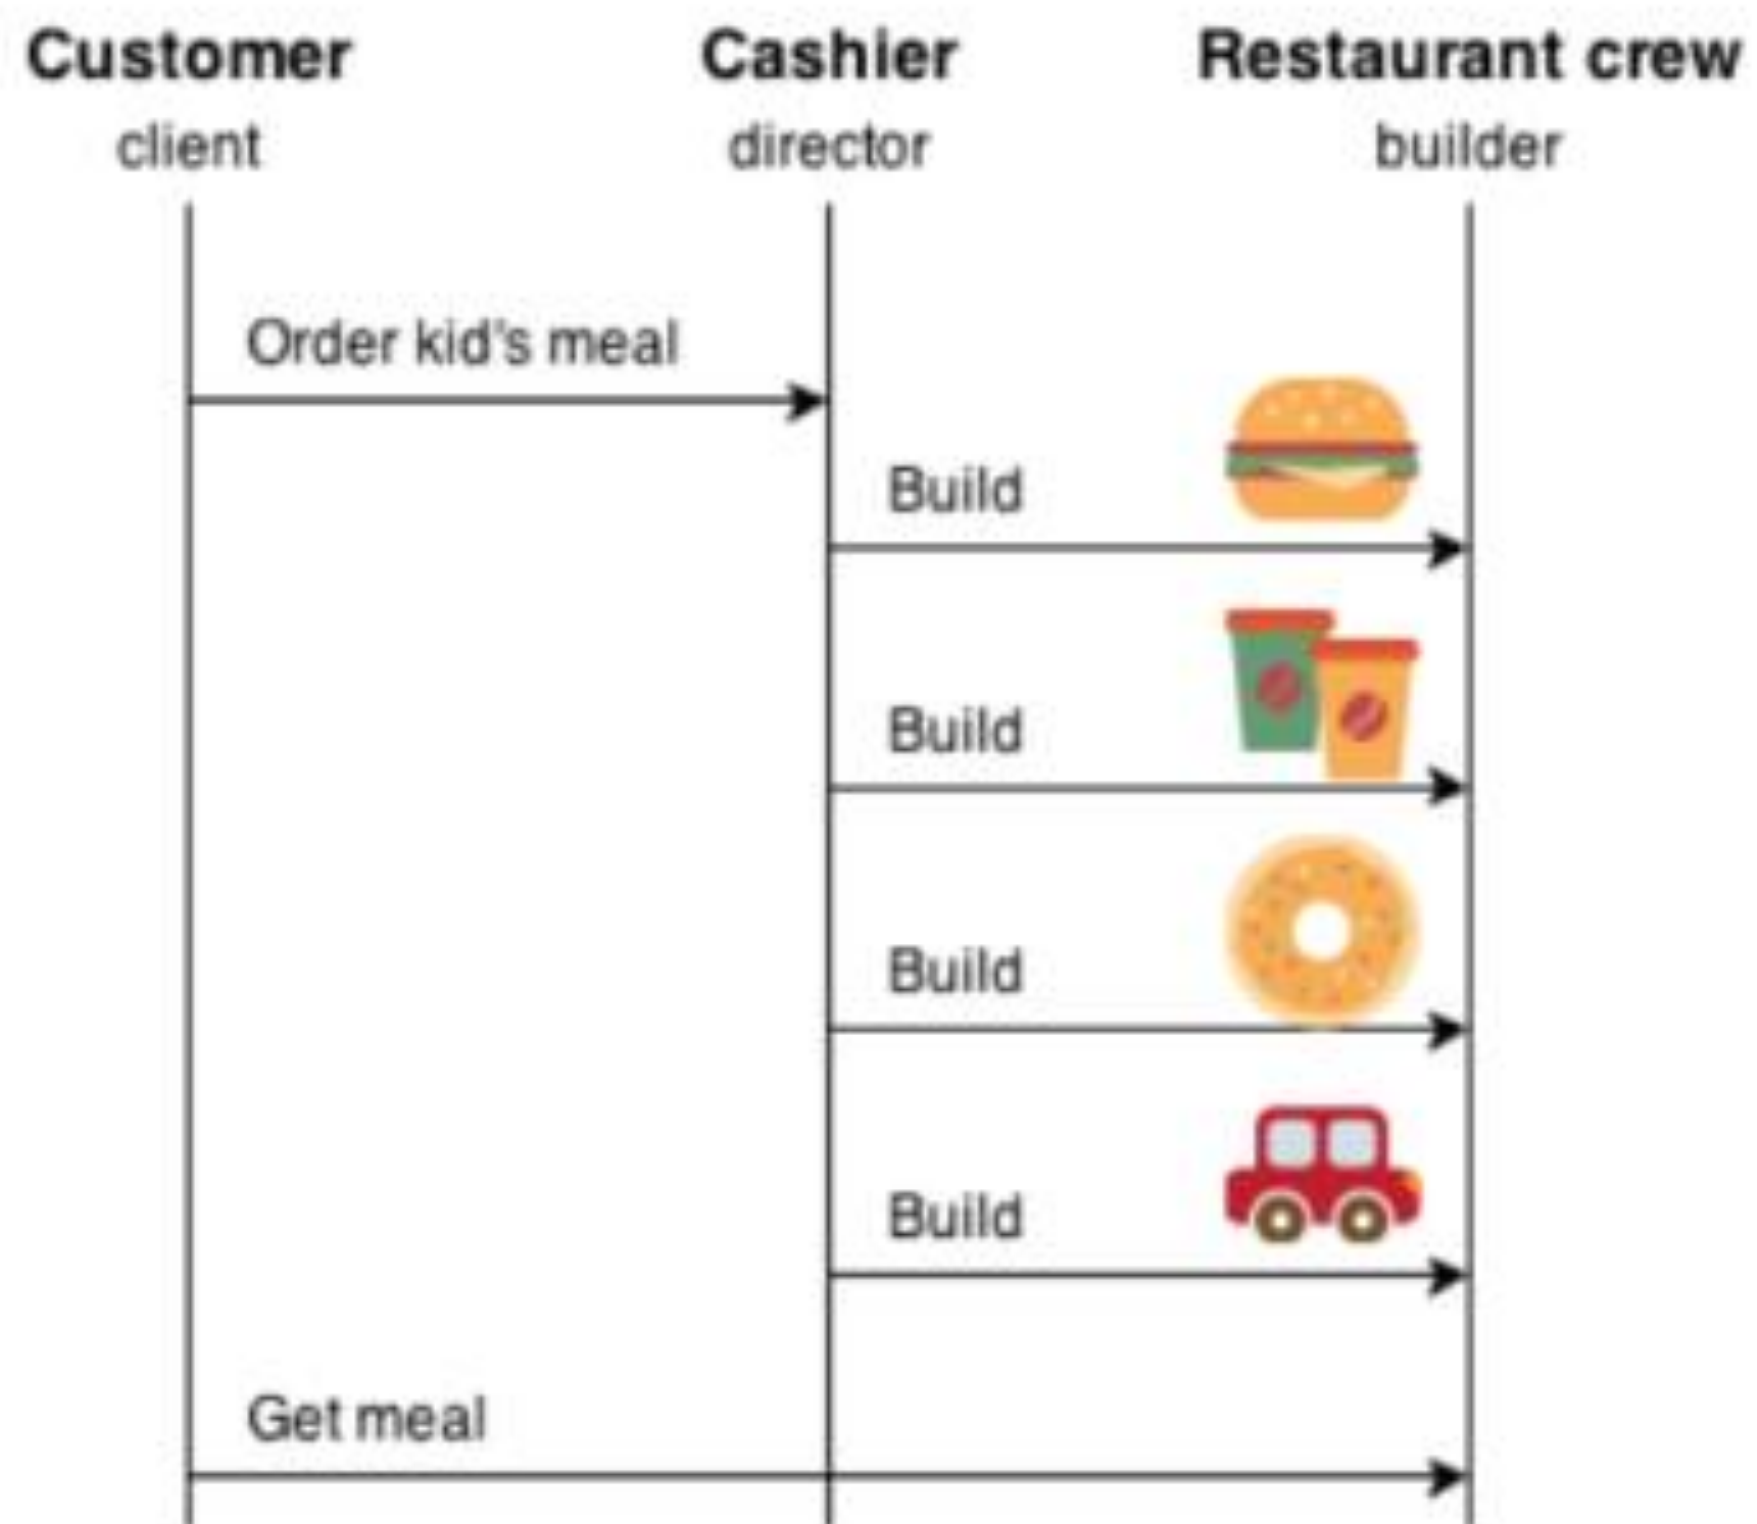 Customer
Cashier
Restaurant crew
client
director
builder
Order kid's meal
Build
Build
Build
Build
Get meal